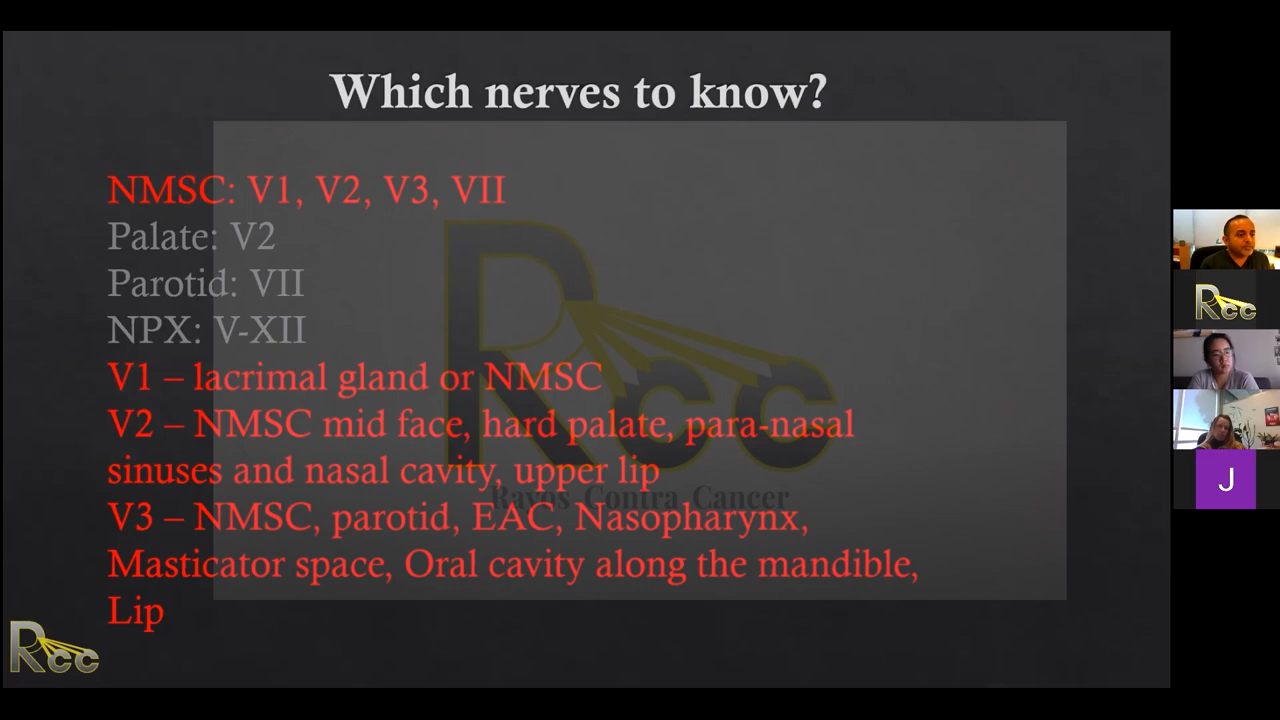 Which nerves to know?
NMSC: V1, V2, V3, VII
Palate: V2
Parotid: VII
NPX: V-XII
V1 – lacrimal gland or NMSC
V2 – NMSC mid face, hard palate, para-nasal
sinuses and nasal cavity, upper lip
V3 – NMSC, parotid, EAC, Nasopharynx,
Masticator space, Oral cavity along the mandible,
Lip
Rcc
Rayos Contra Cancer
Rcc
Rcc
J